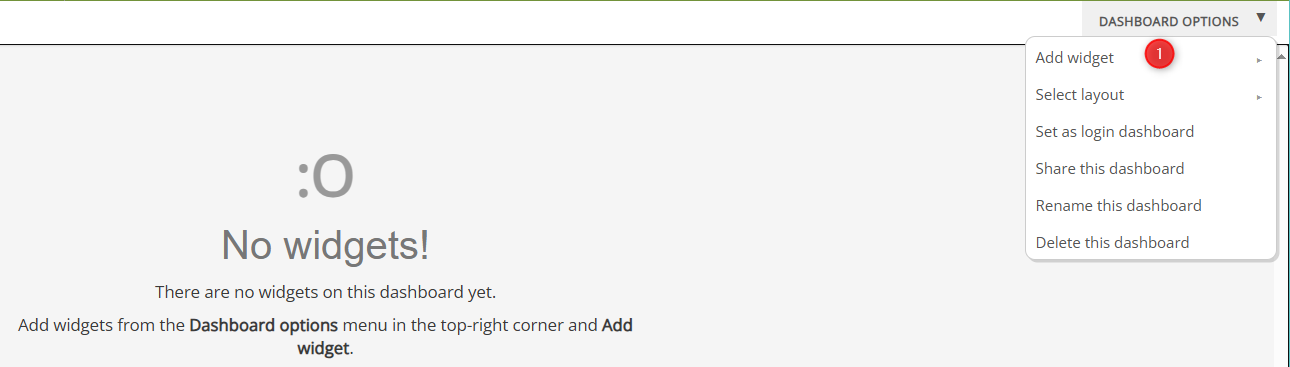 DASHBOARD OPTIONS ▼
Add widget 1 ▸
Select layout ▸
Set as login dashboard
Share this dashboard
Rename this dashboard
Delete this dashboard
:O
No widgets!
There are no widgets on this dashboard yet.
Add widgets from the Dashboard options menu in the top-right corner and Add
widget.